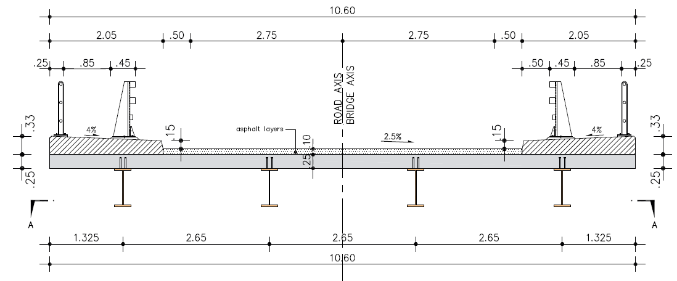 10.60
2.05 .50 2.75 2.75 .50 2.05
.25 .85 .45 .50 .45 .85 .25
ROAD AXIS
BRIDGE AXIS
.33 4% .15 asphalt layers .10 2.5% .15 4% .33
.25 .25 .25
A A
1.325 2.65 2.65 2.65 1.325
10.60